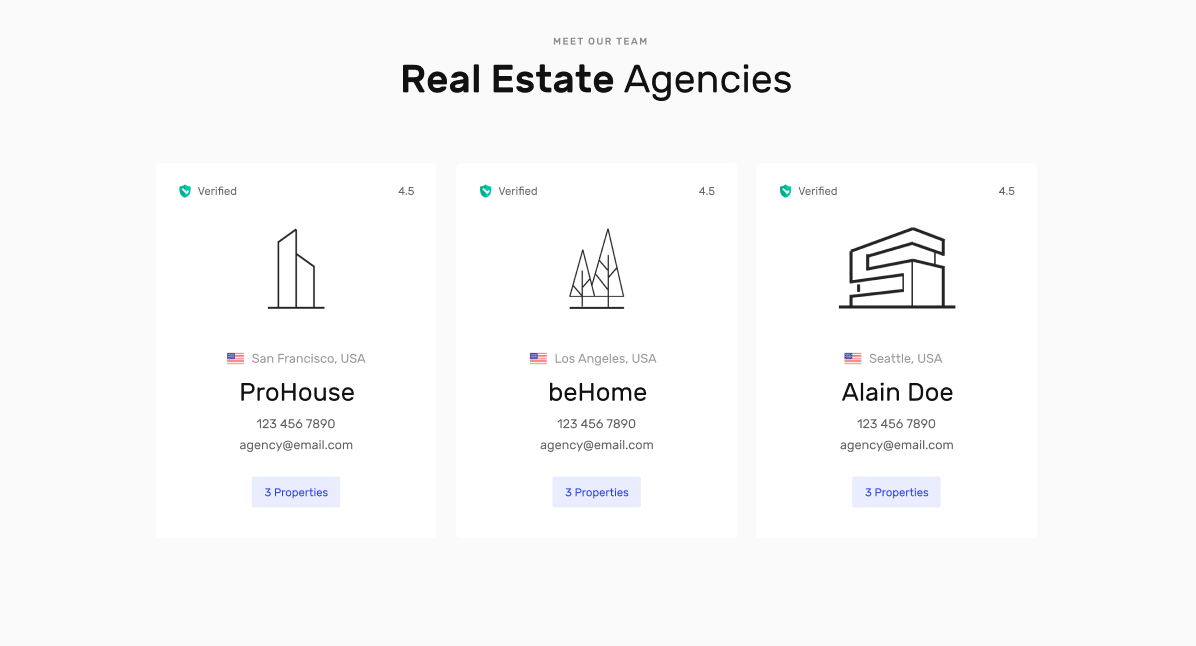 MEET OUR TEAM
Real Estate Agencies
Verified 4.5
San Francisco, USA
ProHouse
123 456 7890
agency@email.com
3 Properties
Verified 4.5
Los Angeles, USA
beHome
123 456 7890
agency@email.com
3 Properties
Verified 4.5
Seattle, USA
Alain Doe
123 456 7890
agency@email.com
3 Properties